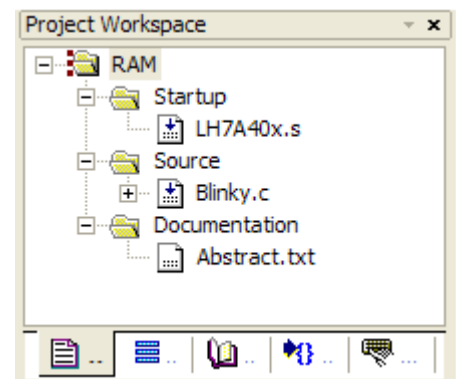 Project Workspace
RAM
Startup
LH7A40x.s
Source
Blinky.c
Documentation
Abstract.txt
.. .. .. .. ...